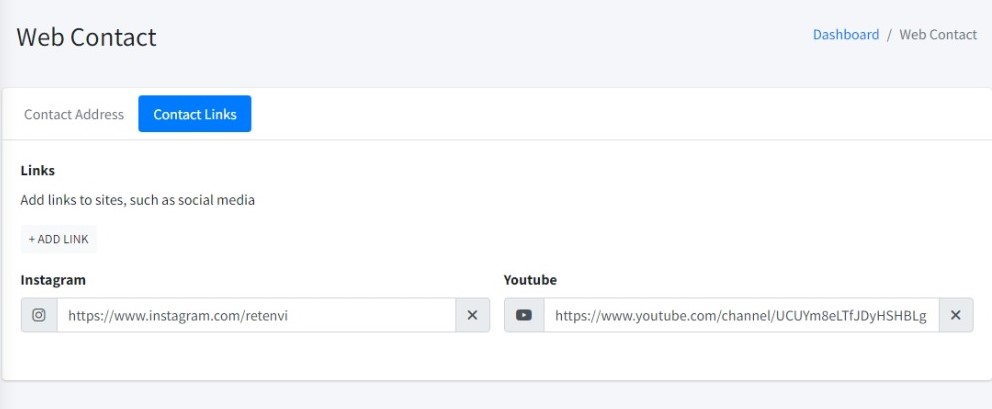 Web Contact
Dashboard / Web Contact
Contact Address
Contact Links
Links
Add links to sites, such as social media
+ ADD LINK
Instagram
Youtube
https://www.instagram.com/retenvi
https://www.youtube.com/channel/UCUYm8eLTfJDyHSHBLg